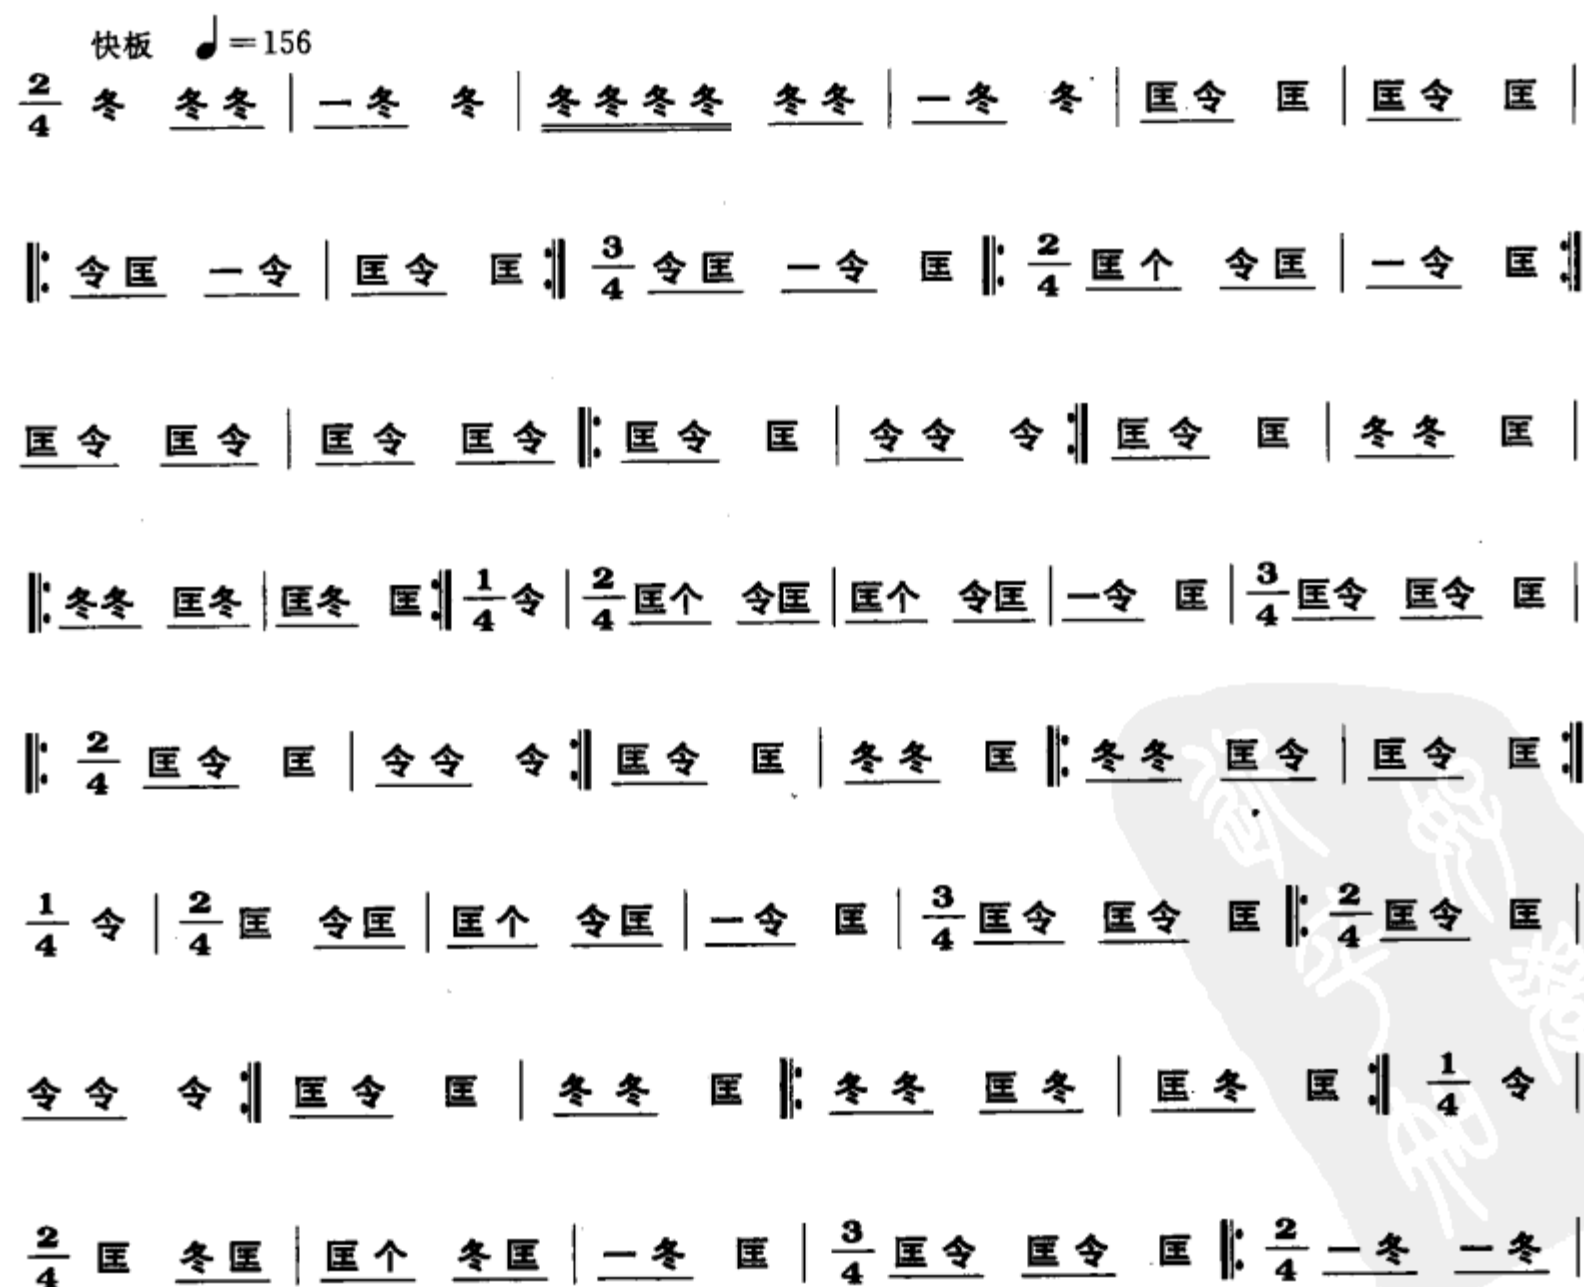 快板 ♩=156
2/4 冬 冬冬 | 一冬 冬 | 冬冬冬冬 冬冬 | 一冬 冬 | 匡令 匡 | 匡令 匡 |
‖: 令匡 一令 | 匡令 匡 :‖ 3/4 令匡 一令 匡 ‖: 2/4 匡个 令匡 | 一令 匡 :‖
匡令 匡令 | 匡令 匡令 ‖: 匡令 匡 | 令令 令 :‖ 匡令 匡 | 冬冬 匡 |
‖: 冬冬 匡冬 | 匡冬 匡 :‖ 1/4 令 | 2/4 匡个 令匡 | 匡个 令匡 | 一令 匡 | 3/4 匡令 匡令 匡 |
‖: 2/4 匡令 匡 | 令令 令 :‖ 匡令 匡 | 冬冬 匡 ‖: 冬冬 匡令 | 匡令 匡 :‖
1/4 令 | 2/4 匡 令匡 | 匡个 令匡 | 一令 匡 | 3/4 匡令 匡令 匡 ‖: 2/4 匡令 匡 |
令令 令 :‖ 匡令 匡 | 冬冬 匡 ‖: 冬冬 匡冬 | 匡冬 匡 :‖ 1/4 令 |
2/4 匡 冬匡 | 匡个 冬匡 | 一冬 匡 | 3/4 匡令 匡令 匡 ‖: 2/4 一冬 一冬 |